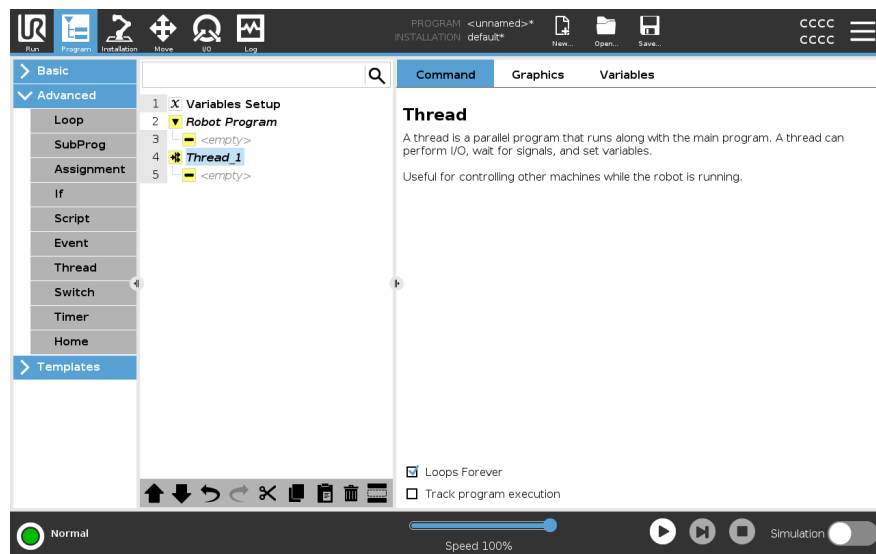 PROGRAM <unnamed>*
INSTALLATION default*
CCCC
CCCC
Run
Program
Installation
Move
I/O
Log
New...
Open...
Save...
Basic
Advanced
Loop
SubProg
Assignment
If
Script
Event
Thread
Switch
Timer
Home
Templates
1 X Variables Setup
2 Robot Program
3 <empty>
4 Thread_1
5 <empty>
Command
Graphics
Variables
Thread
A thread is a parallel program that runs along with the main program. A thread can
perform I/O, wait for signals, and set variables.
Useful for controlling other machines while the robot is running.
Loops Forever
Track program execution
Normal
Speed 100%
Simulation